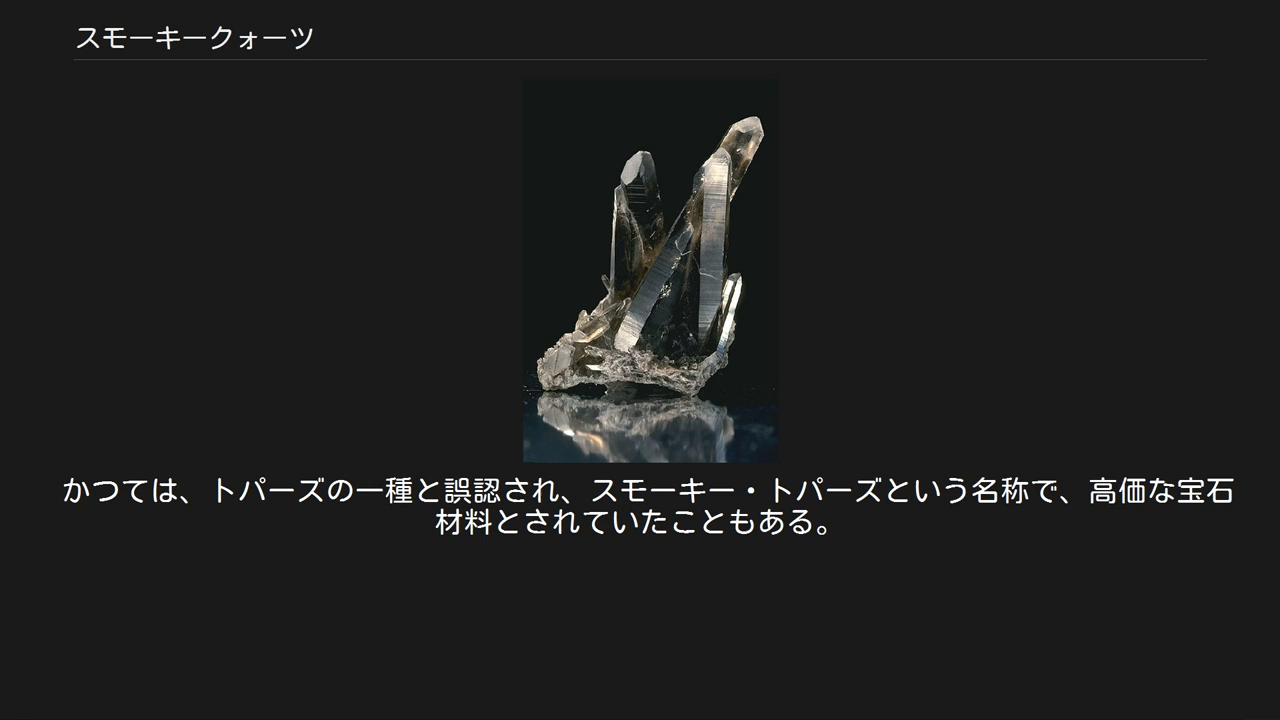 スモーキークォーツ
かつては、トパーズの一種と誤認され、スモーキー・トパーズという名称で、高価な宝石
材料とされていたこともある。